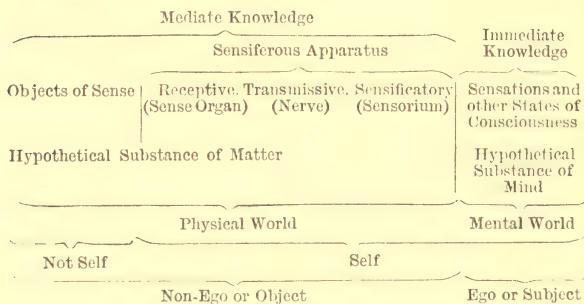 Mediate Knowledge
Immediate
Knowledge
Sensiferous Apparatus
Objects of Sense Receptive. Transmissive. Sensificatory Sensations and
(Sense Organ) (Nerve) (Sensorium) other States of
Consciousness
Hypothetical Substance of Matter Hypothetical
Substance of
Mind
Physical World Mental World
Not Self Self
Non-Ego or Object Ego or Subject